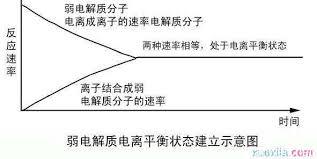 弱电解质分子
电离成离子的速率电解质分子
反应速率
两种速率相等，处于电离平衡状态
离子结合成弱
电解质分子的速率
时间
弱电解质电离平衡状态建立示意图
xuexila.com